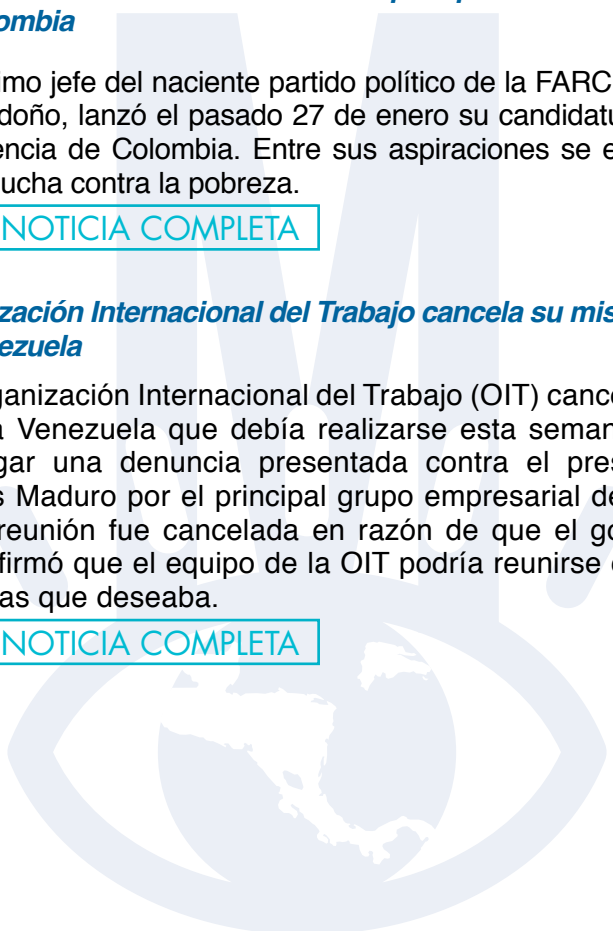 ombia
imo jefe del naciente partido político de la FARC
doño, lanzó el pasado 27 de enero su candidatu
encia de Colombia. Entre sus aspiraciones se e
ucha contra la pobreza.
NOTICIA COMPLETA
zación Internacional del Trabajo cancela su mis
ezuela
ganización Internacional del Trabajo (OIT) cance
a Venezuela que debía realizarse esta seman
gar una denuncia presentada contra el pres
s Maduro por el principal grupo empresarial de
reunión fue cancelada en razón de que el go
firmó que el equipo de la OIT podría reunirse
as que deseaba.
NOTICIA COMPLETA